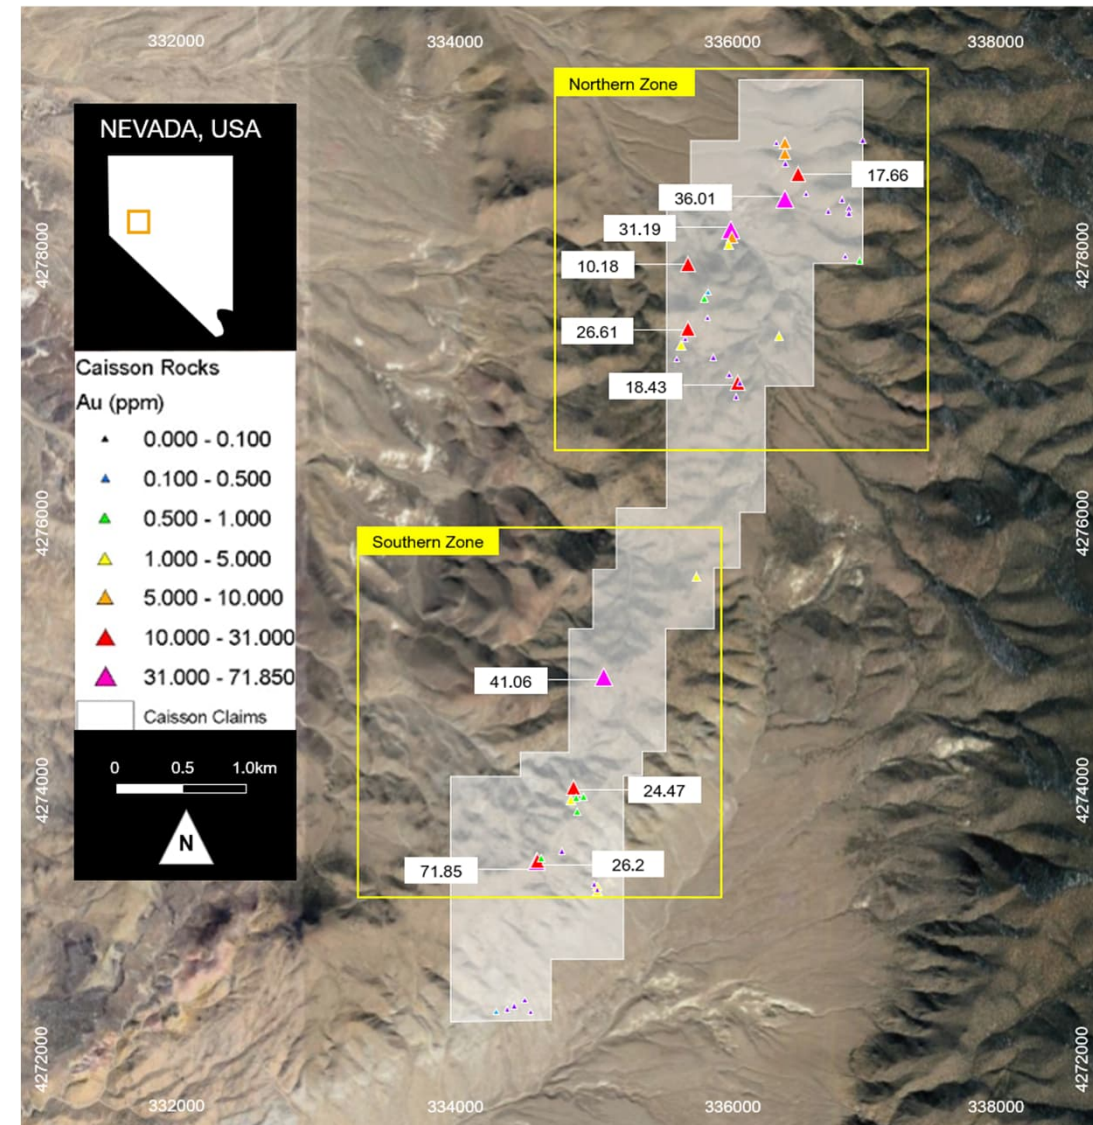 332000
334000
336000
338000
Northern Zone
NEVADA, USA
17.66
36.01
31.19
4278000
4278000
10.18
26.61
Caisson Rocks
18.43
Au (ppm)
0.000 - 0.100
0.100 - 0.500
0.500 - 1.000
4276000
4276000
Southern Zone
1.000 - 5.000
5.000 - 10.000
10.000 - 31.000
31.000 - 71.850
41.06
Caisson Claims
0 0.5 1.0km
4274000
4274000
24.47
N
71.85
26.2
4272000
4272000
332000
334000
336000
338000